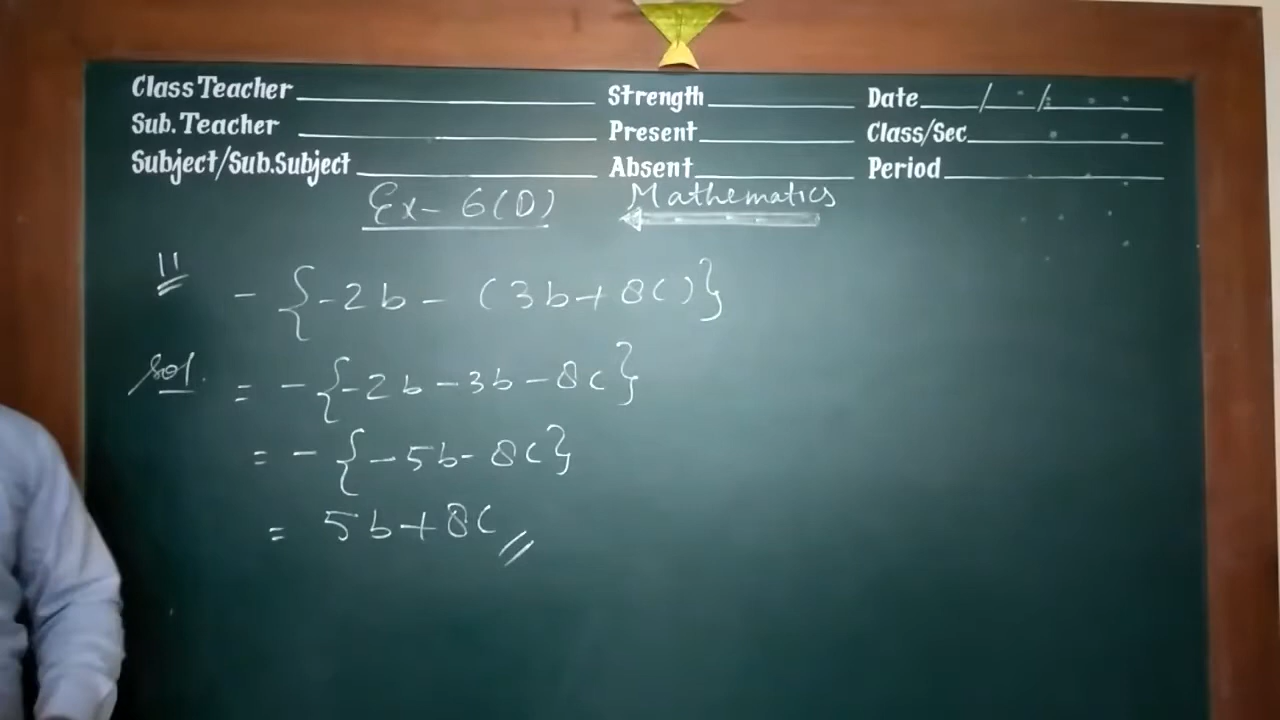 Class Teacher Strength Date / /
Sub. Teacher Present Class/Sec.
Subject/Sub.Subject Absent Period
Ex- 6(D) Mathematics
11 - {-2b - (3b+8c)}
Sol. = - {-2b-3b-8c}
= - {-5b-8c}
= 5b+8c